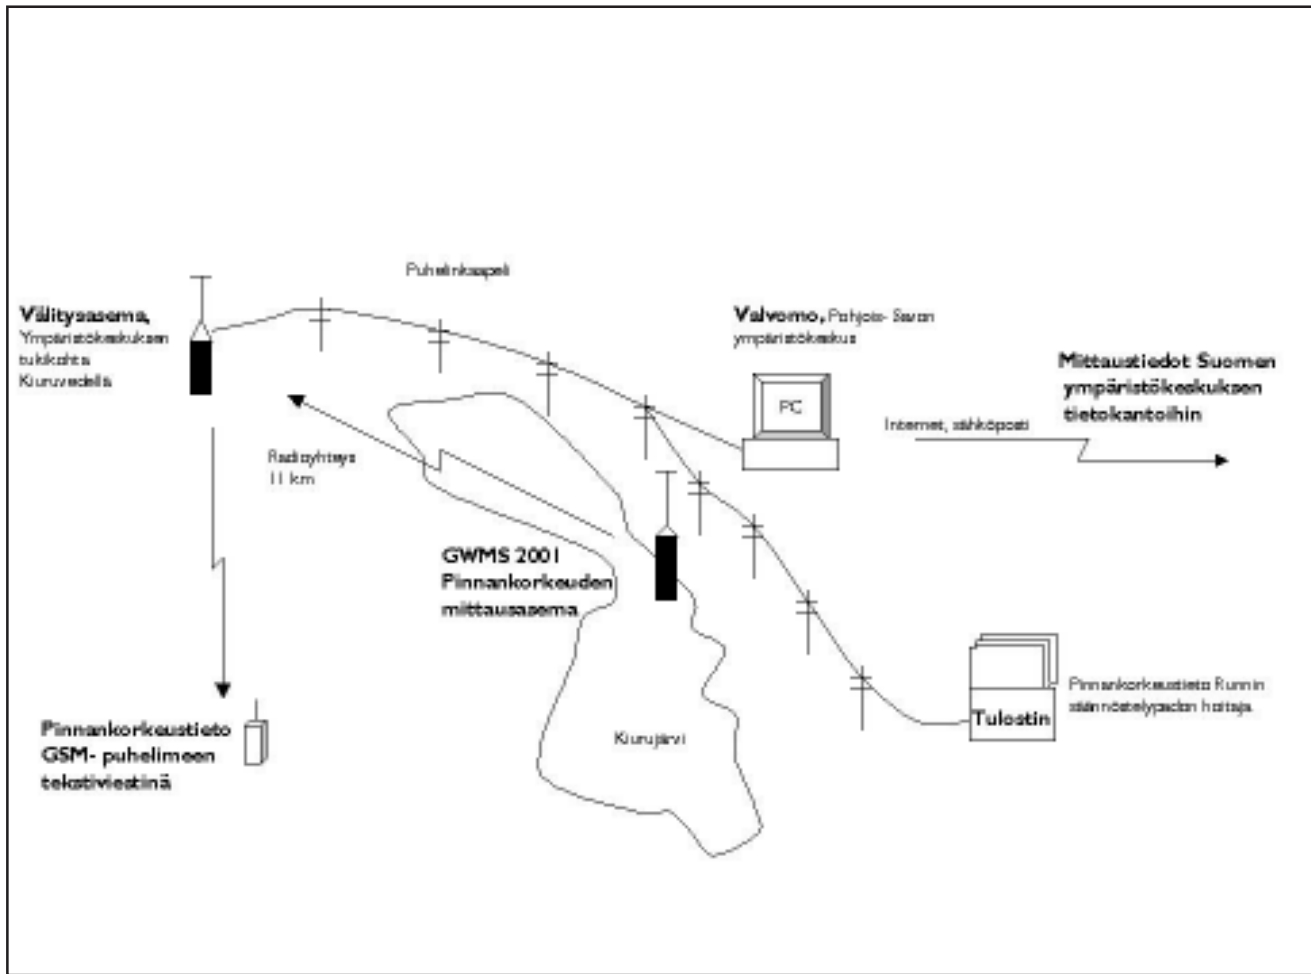 Puhelinkaapeli
Välitysasema,
Ympäristökeskuksen
tukikohta
Kiuruvedellä
Valvomo, Pohjois- Savon
ympäristökeskus
PC
Mittaustiedot Suomen
ympäristökeskuksen
tietokantoihin
Internet, sähköposti
Radioyhteys
11 km
GWMS 2001
Pinnankorkeuden
mittausasema
Pinnankorkeustieto Runnin
säännöstelypadon hoitaja.
Tulostin
Kiurujärvi
Pinnankorkeustieto
GSM- puhelimeen
tekstiviestinä